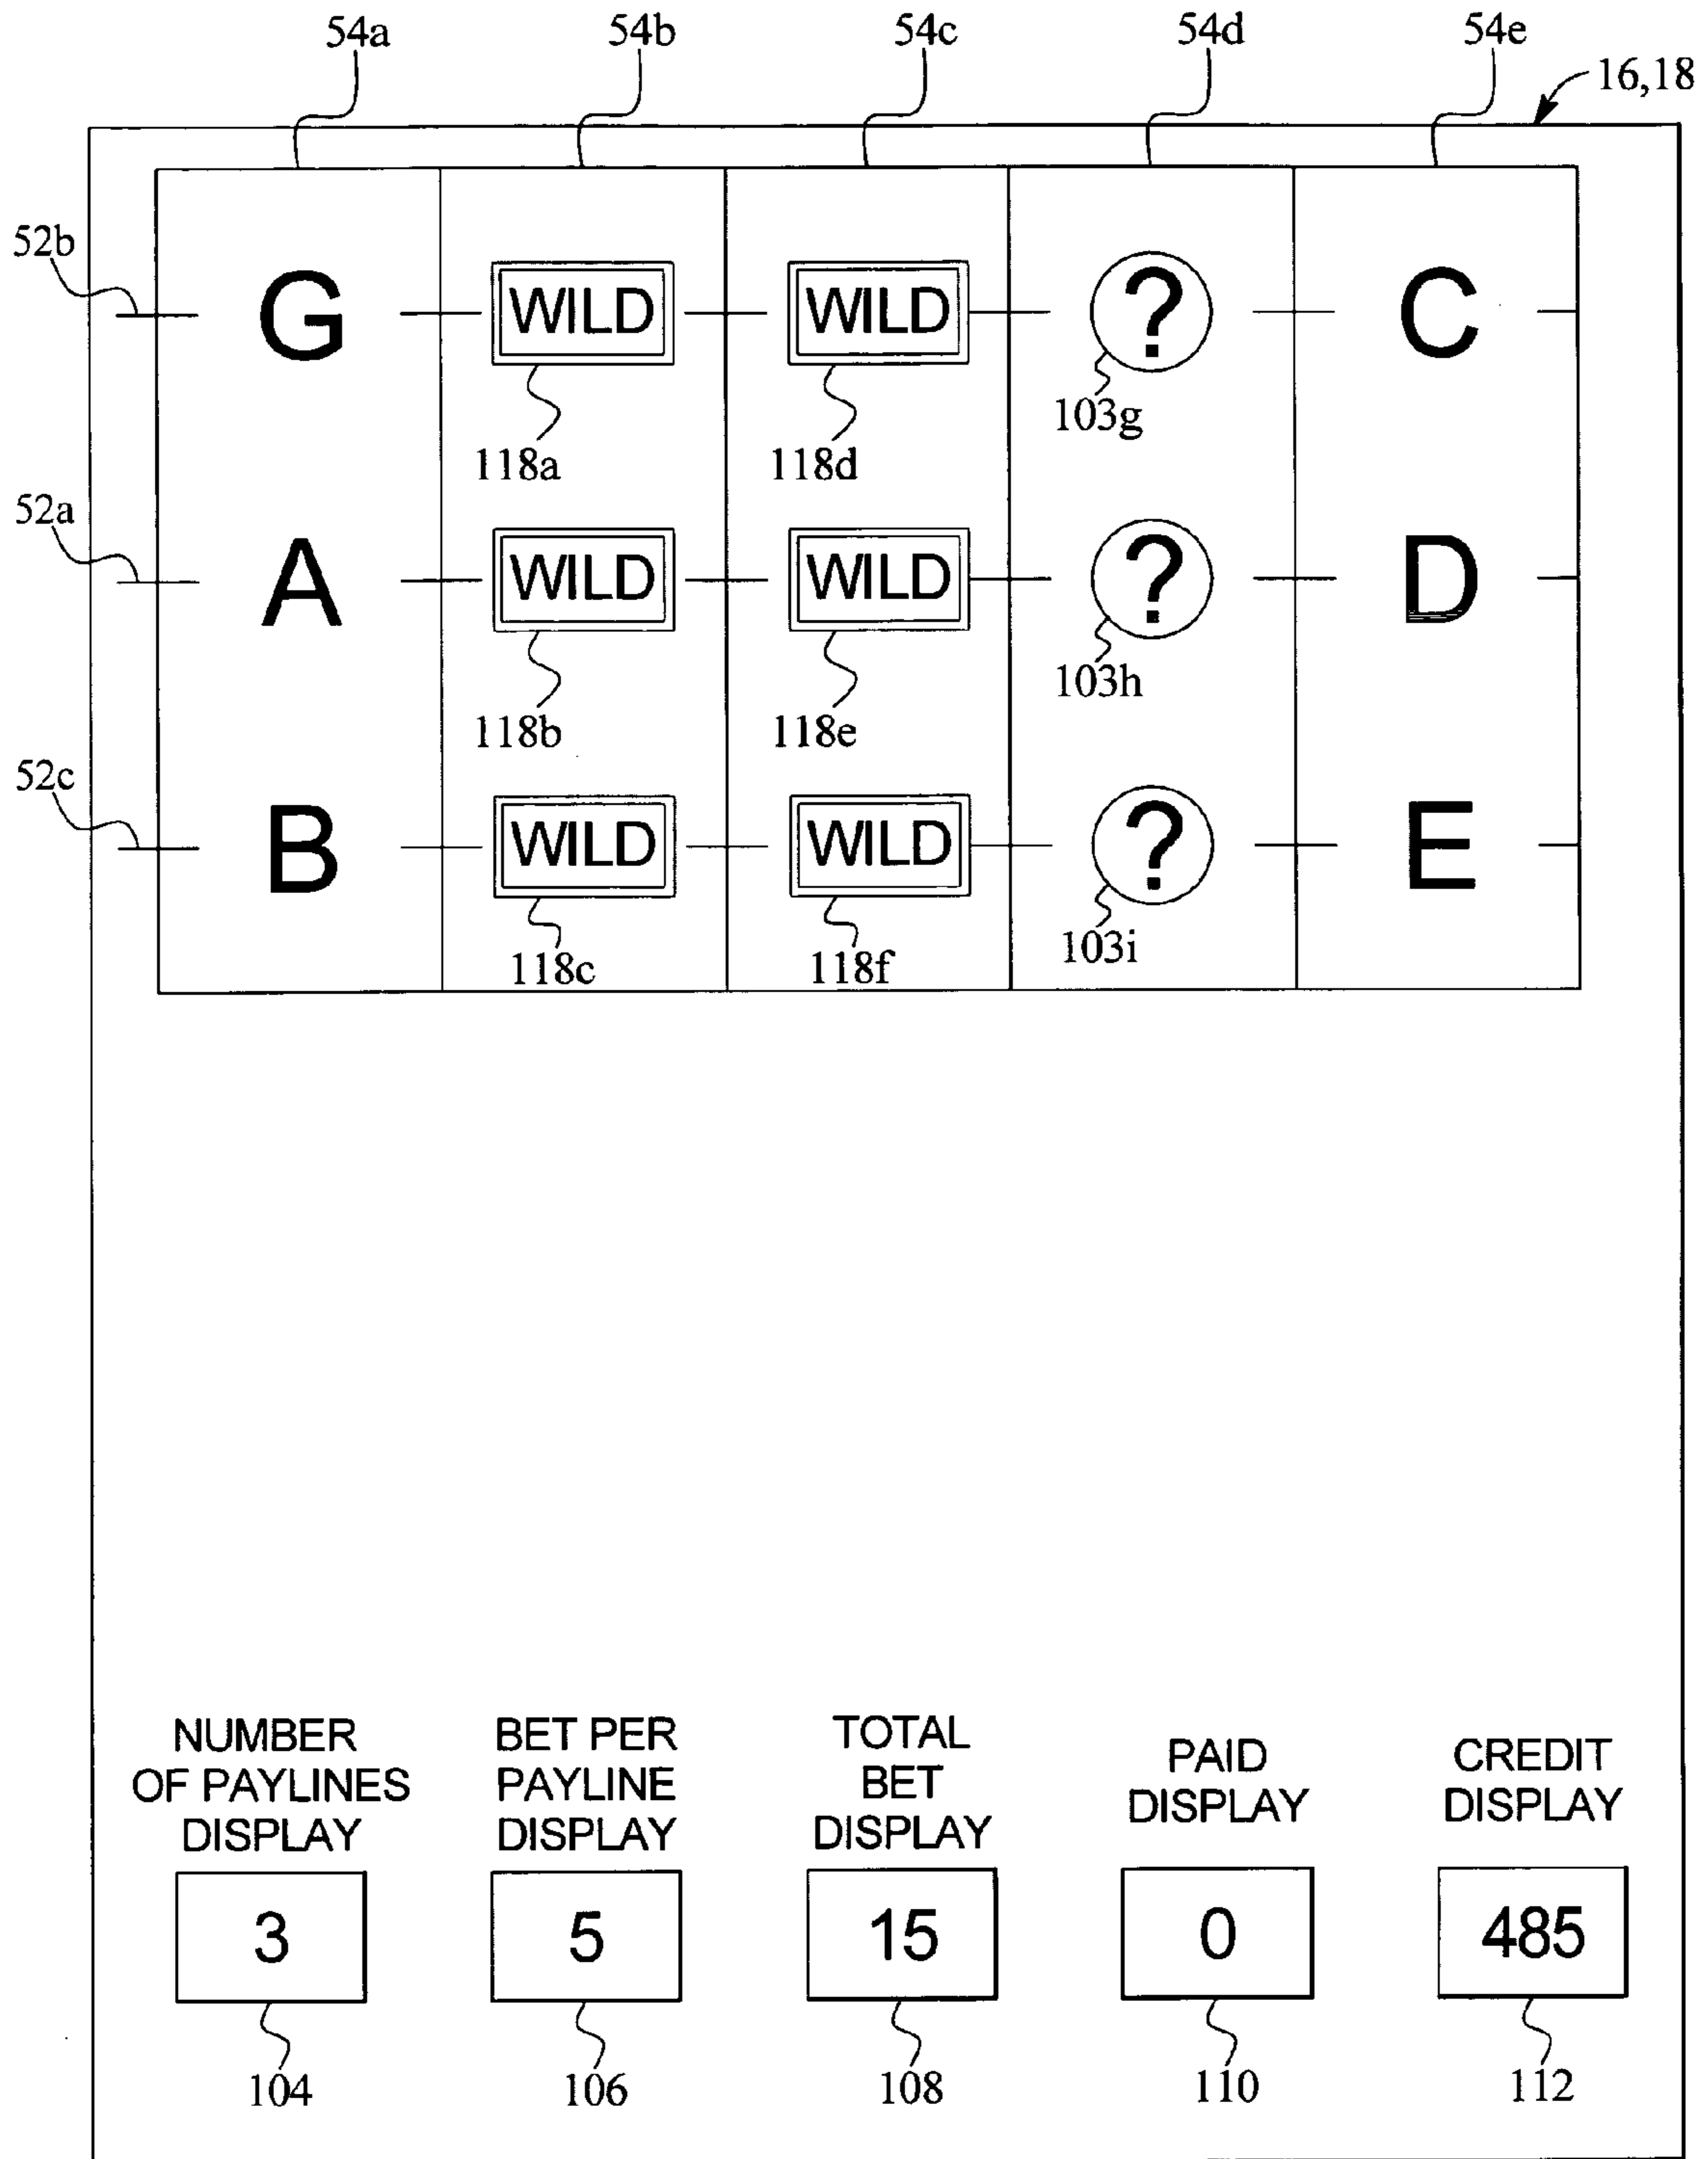 54a 54b 54c 54d 54e
16,18
52b G WILD WILD ? C
103g
118a 118d
52a A WILD WILD ? D
103h
118b 118e
52c B WILD WILD ? E
103i
118c 118f
NUMBER
OF PAYLINES
DISPLAY
3
104
BET PER
PAYLINE
DISPLAY
5
106
TOTAL
BET
DISPLAY
15
108
PAID
DISPLAY
0
110
CREDIT
DISPLAY
485
112